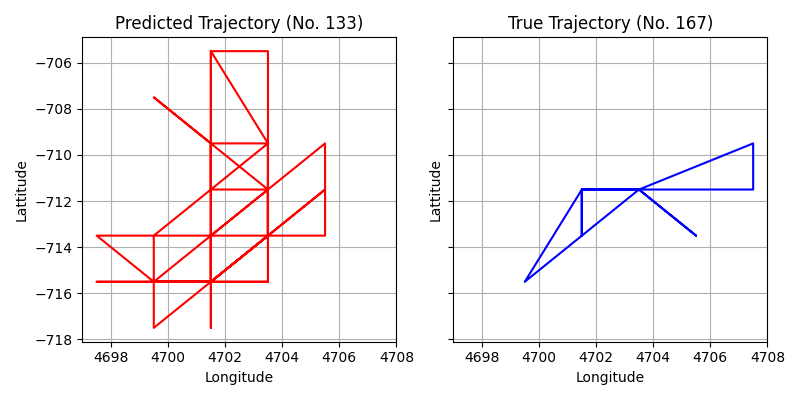 Predicted Trajectory (No. 133)
True Trajectory (No. 167)
−706
−708
−710
−712
−714
−716
−718
Lattitude
Lattitude
4698 4700 4702 4704 4706 4708
4698 4700 4702 4704 4706 4708
Longitude
Longitude